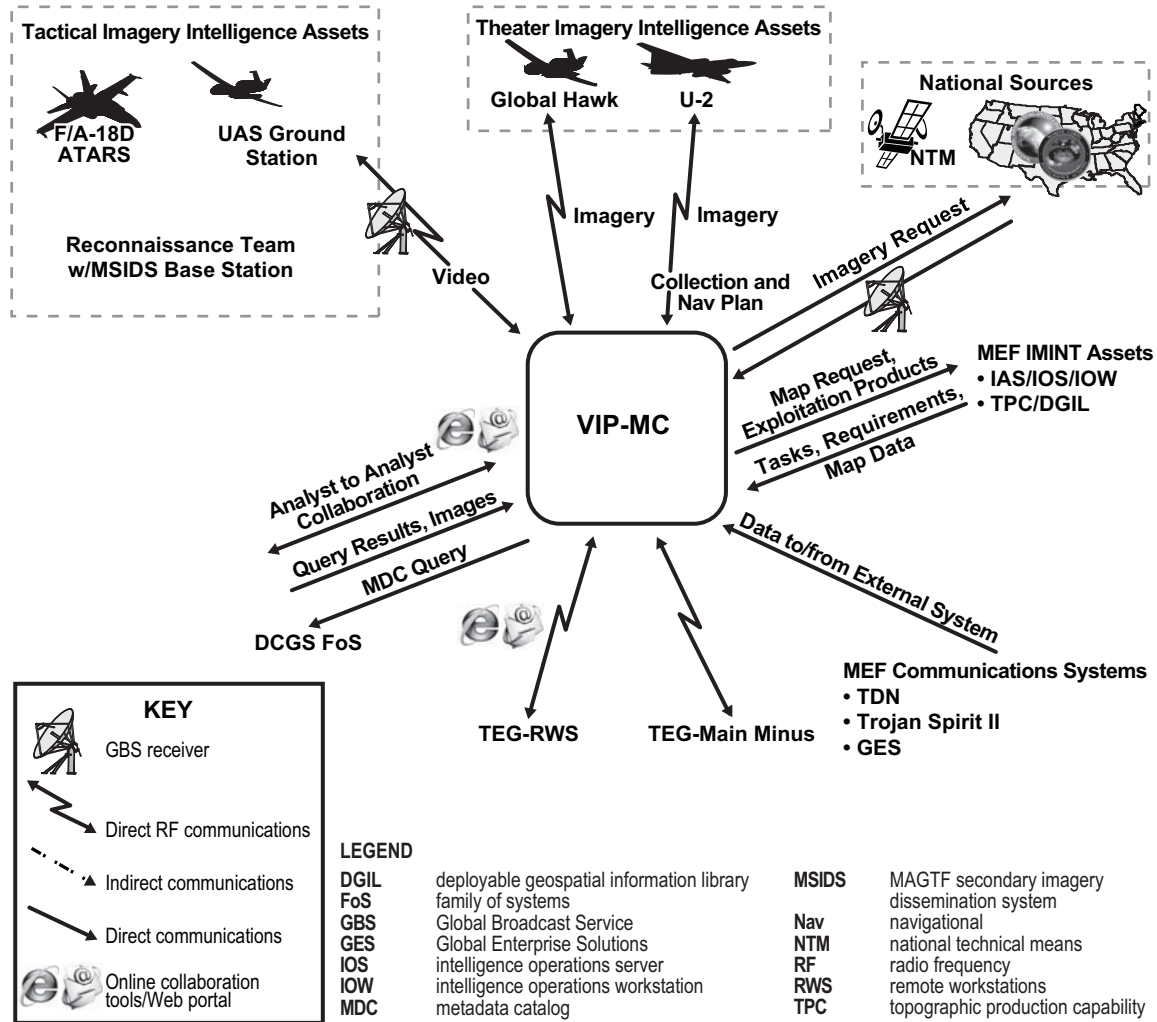 Tactical Imagery Intelligence Assets
F/A-18D
ATARS
UAS Ground
Station
Reconnaissance Team
w/MSIDS Base Station
Video
Theater Imagery Intelligence Assets
Global Hawk
U-2
Imagery
Imagery
Collection and
Nav Plan
National Sources
NTM
Imagery Request
VIP-MC
Map Request,
Exploitation Products
Tasks, Requirements,
Map Data
MEF IMINT Assets
• IAS/IOS/IOW
• TPC/DGIL
Analyst to Analyst
Collaboration
Query Results, Images
MDC Query
DCGS FoS
Data to/from External System
MEF Communications Systems
• TDN
• Trojan Spirit II
• GES
TEG-RWS
TEG-Main Minus
KEY
GBS receiver
Direct RF communications
Indirect communications
Direct communications
Online collaboration
tools/Web portal
LEGEND
DGIL deployable geospatial information library
FoS family of systems
GBS Global Broadcast Service
GES Global Enterprise Solutions
IOS intelligence operations server
IOW intelligence operations workstation
MDC metadata catalog
MSIDS MAGTF secondary imagery
dissemination system
Nav navigational
NTM national technical means
RF radio frequency
RWS remote workstations
TPC topographic production capability